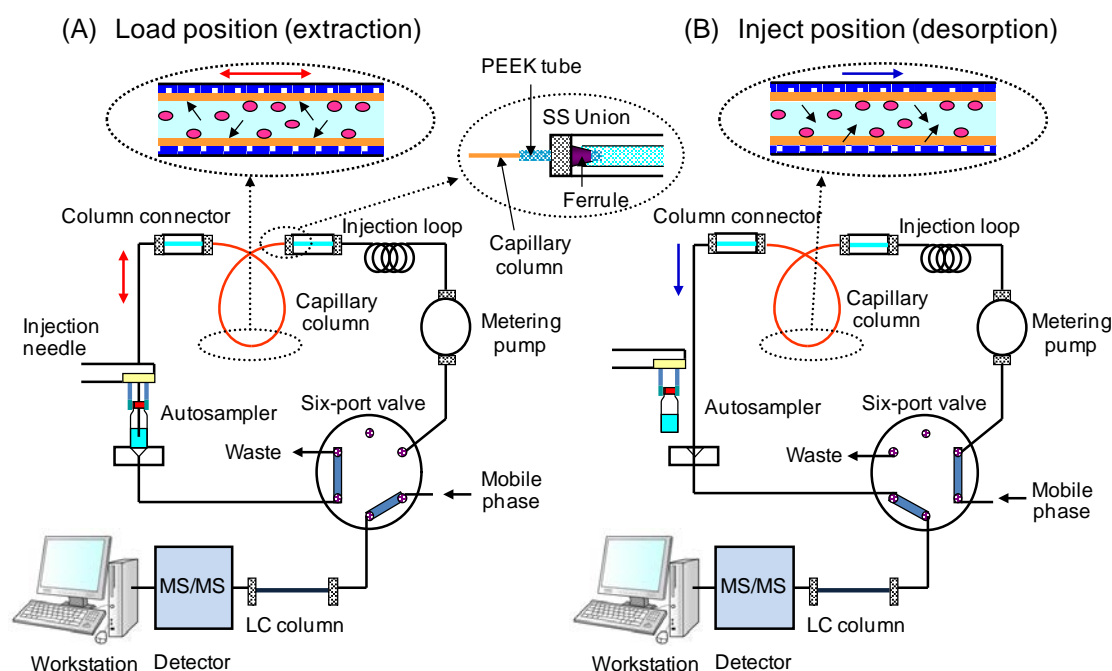 (A) Load position (extraction)
PEEK tube
SS Union
Ferrule
Capillary
column
Column connector
Injection loop
Capillary
column
Injection
needle
Metering
pump
Autosampler
Six-port valve
Waste
Mobile
phase
MS/MS
LC column
Workstation
Detector
(B) Inject position (desorption)
Column connector
Injection loop
Capillary
column
Metering
pump
Autosampler
Six-port valve
Waste
Mobile
phase
MS/MS
LC column
Workstation
Detector